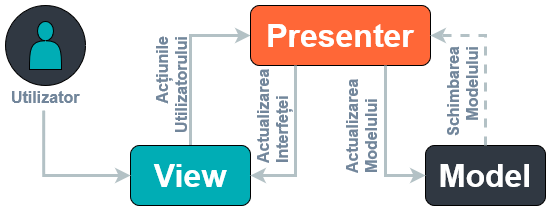 Presenter
Utilizator
Acțiunile
Utilizatorului
Actualizarea
Interfeței
Actualizarea
Modelului
Schimbarea
Modelului
View
Model